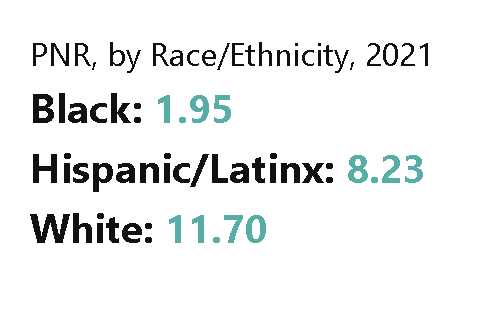 PNR, by Race/Ethnicity, 2021
Black: 1.95
Hispanic/Latinx: 8.23
White: 11.70